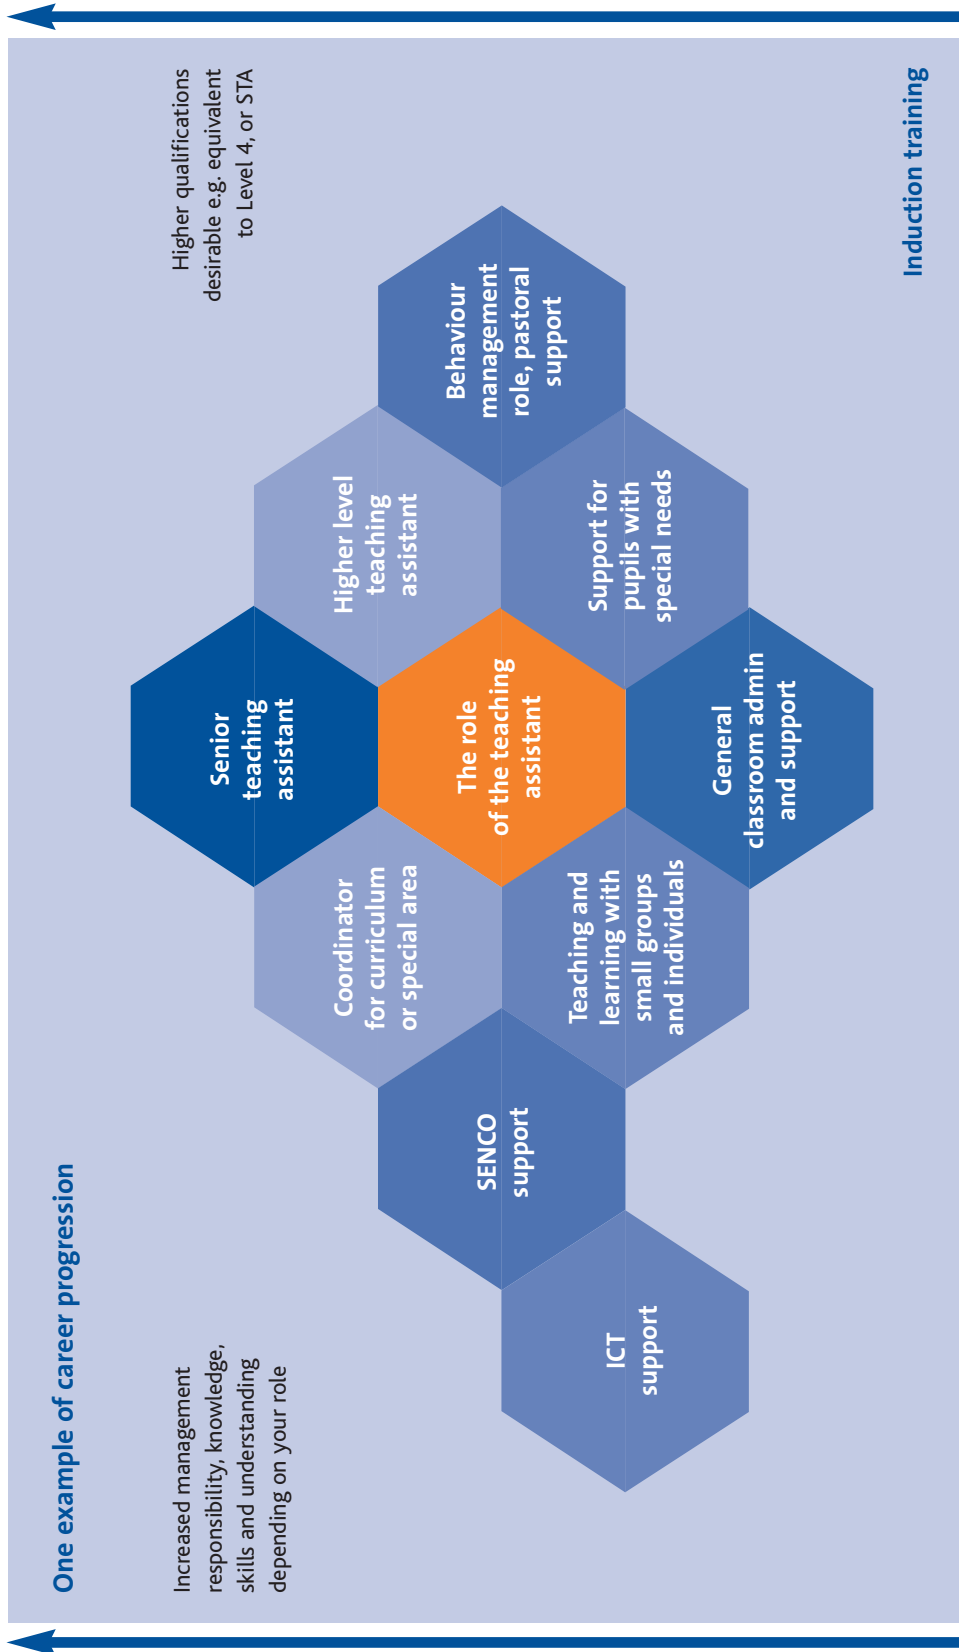 One example of career progression
Increased management
responsibility, knowledge,
skills and understanding
depending on your role
Higher qualifications
desirable e.g. equivalent
to Level 4, or STA
Senior
teaching
assistant
Coordinator
for curriculum
or special area
Higher level
teaching
assistant
SENCO
support
The role
of the teaching
assistant
Behaviour
management
role, pastoral
support
ICT
support
Teaching and
learning with
small groups
and individuals
Support for
pupils with
special needs
General
classroom admin
and support
Induction training